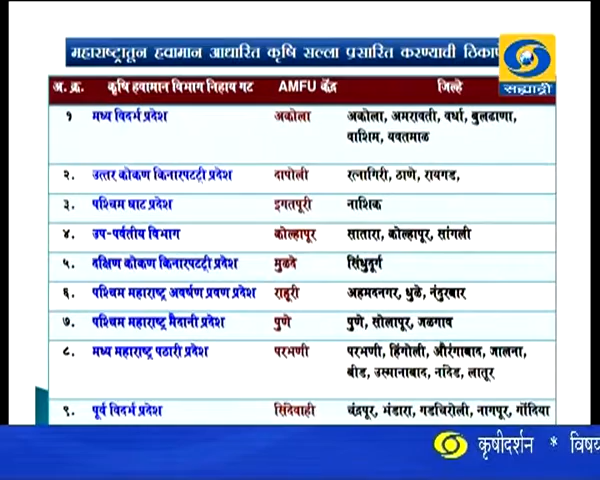 महाराष्ट्रातून हवामान आधारित कृषि सल्ला प्रसारित करण्याची
सह्याद्री
अ. क्र. कृषि हवामान विभाग निहाय गट AMFU केंद्र जिल्हे
१ मध्य विदर्भ प्रदेश अकोला अकोला, अमरावती, वर्धा, बुलढाणा,
वाशिम, यवतमाळ
२. उत्तर कोकण किनारपट्टी प्रदेश दापोली रत्नागिरी, ठाणे, रायगड,
३. पश्चिम घाट प्रदेश इगतपूरी नाशिक
४. उप-पर्वतीय विभाग कोल्हापूर सातारा, कोल्हापूर, सांगली
५. दक्षिण कोकण किनारपट्टी प्रदेश मुळदे सिंधुदूर्ग
६. पश्चिम महाराष्ट्र अवर्षण प्रवण प्रदेश राहूरी अहमदनगर, धुळे, नंदुरबार
७. पश्चिम महाराष्ट्र मैदानी प्रदेश पुणे पुणे, सोलापूर, जळगाव
८. मध्य महाराष्ट्र पठारी प्रदेश परभणी परभणी, हिंगोली, औरंगाबाद, जालना,
बीड, उस्मानाबाद, नांदेड, लातूर
९. पूर्व विदर्भ प्रदेश सिंदेवाही चंद्रपूर, भंडारा, गडचिरोली, नागपूर, गोंदिया
कृषीदर्शन * विषय